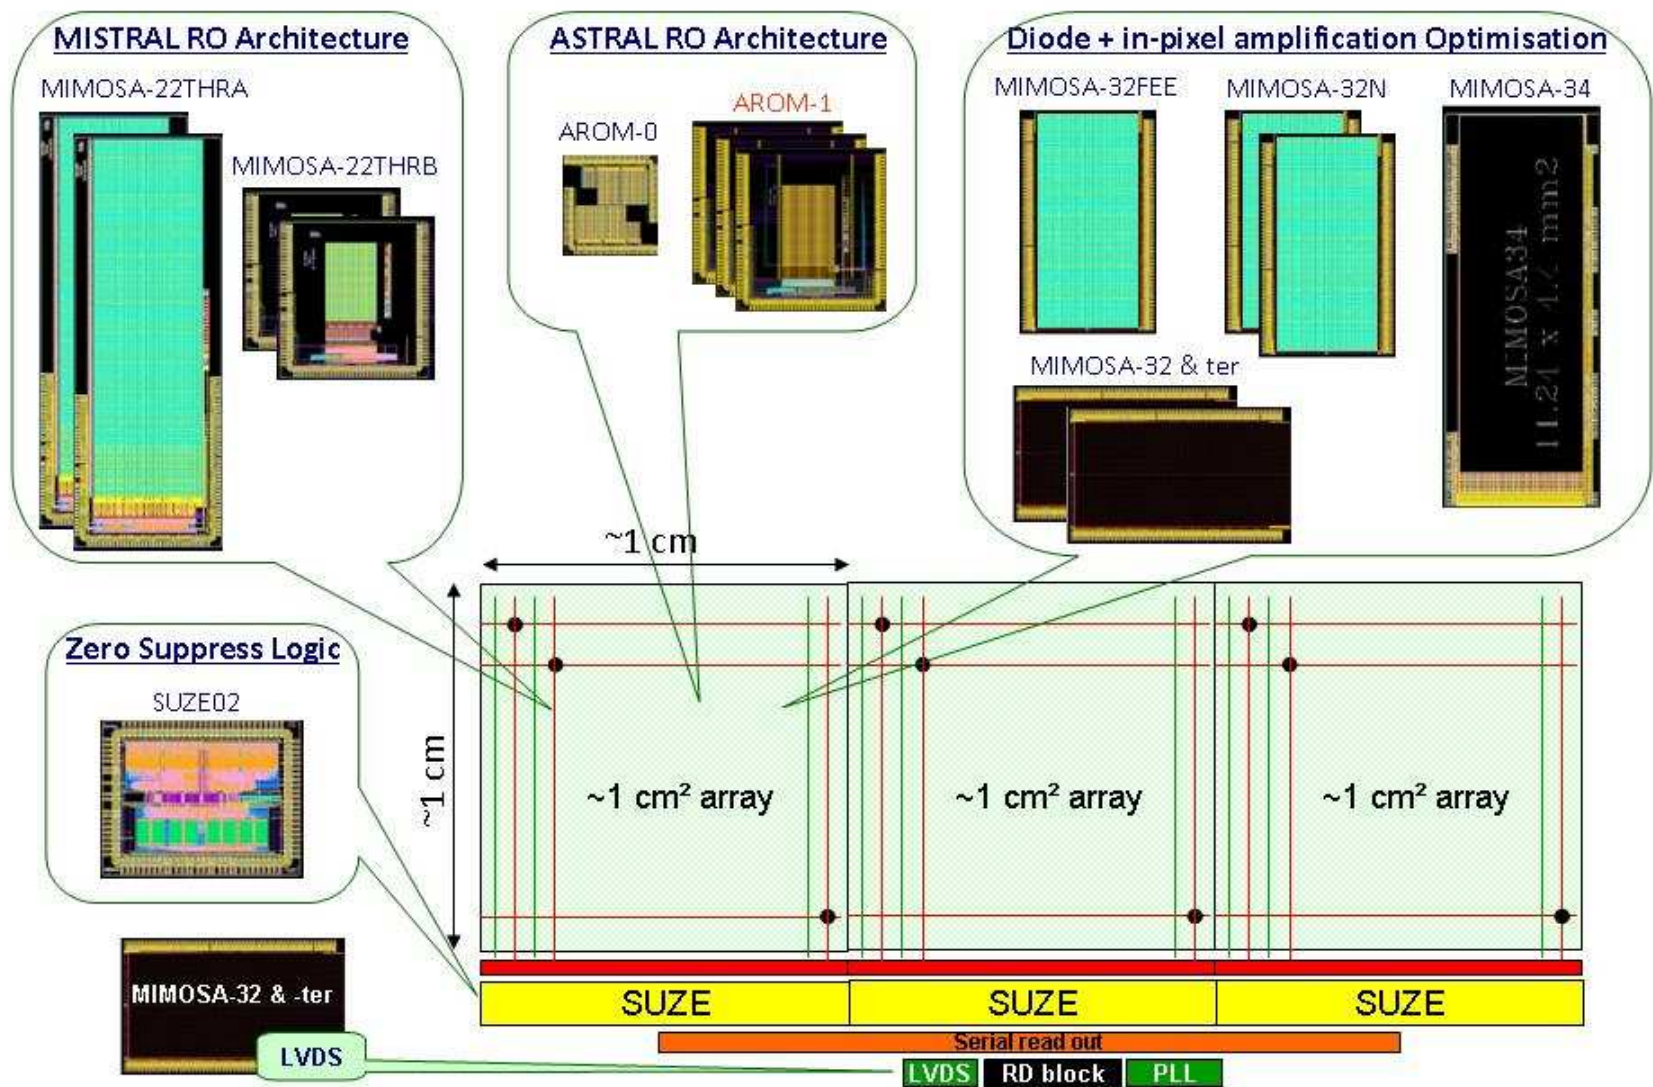 MISTRAL RO Architecture
MIMOSA-22THRA
MIMOSA-22THRB
ASTRAL RO Architecture
AROM-0
AROM-1
Diode + in-pixel amplification Optimisation
MIMOSA-32FEE
MIMOSA-32N
MIMOSA-34
MIMOSA34
MIMOSA-32 & ter
~1 cm
~1 cm
Zero Suppress Logic
SUZE02
~1 cm² array
~1 cm² array
~1 cm² array
MIMOSA-32 & -ter
LVDS
SUZE
SUZE
SUZE
Serial read out
LVDS
RD block
PLL